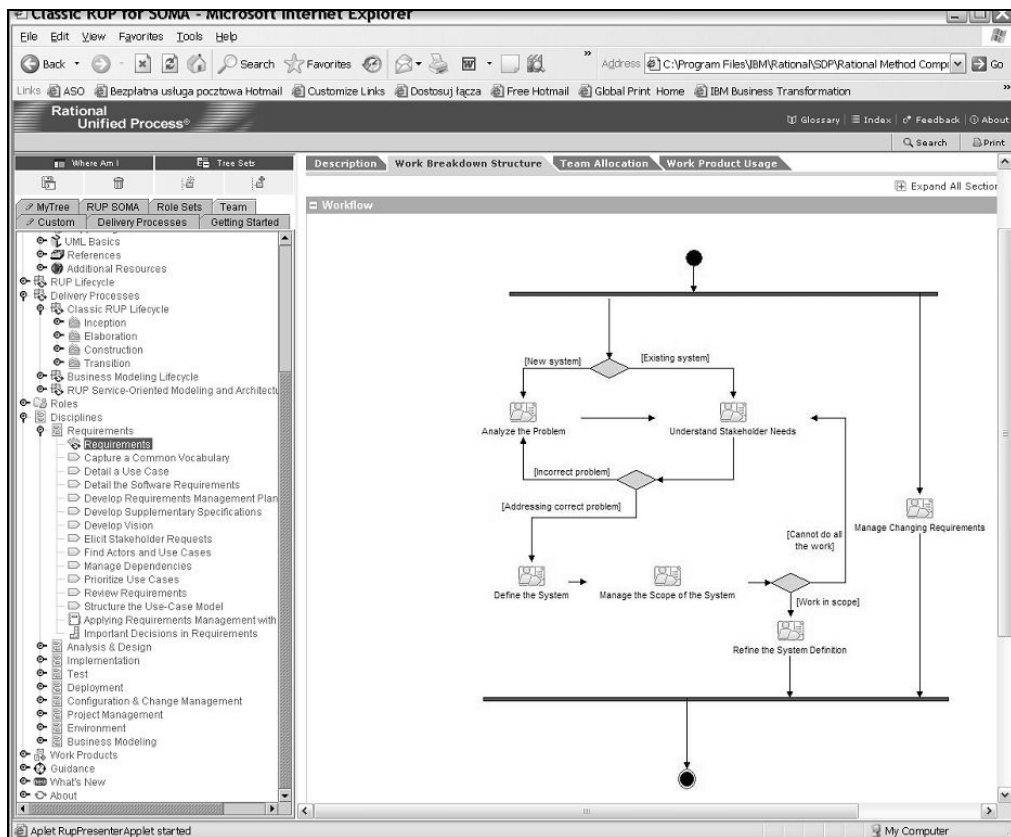 Classic RUP for SOMA - Microsoft Internet Explorer
File Edit View Favorites Tools Help
Back Search Favorites Address C:\Program Files\IBM\Rational\SDP\Rational Method Comp Go
Links ASO Bezpłatna usługa pocztowa Hotmail Customize Links Dostosuj łącza Free Hotmail Global Print Home IBM Business Transformation
Rational
Unified Process®
Glossary Index Feedback About
Search Print
Where Am I Tree Sets
Description Work Breakdown Structure Team Allocation Work Product Usage
Expand All Section
MyTree RUP SOMA Role Sets Team
Custom Delivery Processes Getting Started
Workflow
UML Basics
References
Additional Resources
RUP Lifecycle
Delivery Processes
Classic RUP Lifecycle
Inception
Elaboration
Construction
Transition
Business Modeling Lifecycle
RUP Service-Oriented Modeling and Architectu
Roles
Disciplines
Requirements
Requirements
Capture a Common Vocabulary
Detail a Use Case
Detail the Software Requirements
Develop Requirements Management Plan
Develop Supplementary Specifications
Develop Vision
Elicit Stakeholder Requests
Find Actors and Use Cases
Manage Dependencies
Prioritize Use Cases
Review Requirements
Structure the Use-Case Model
Applying Requirements Management with
Important Decisions in Requirements
Analysis & Design
Implementation
Test
Deployment
Configuration & Change Management
Project Management
Environment
Business Modeling
Work Products
Guidance
What's New
About
[New system] [Existing system]
Analyze the Problem Understand Stakeholder Needs
[Incorrect problem]
[Addressing correct problem]
Manage Changing Requirements
[Cannot do all
the work]
Define the System Manage the Scope of the System
[Work in scope]
Refine the System Definition
Aplet RupPresenterApplet started My Computer